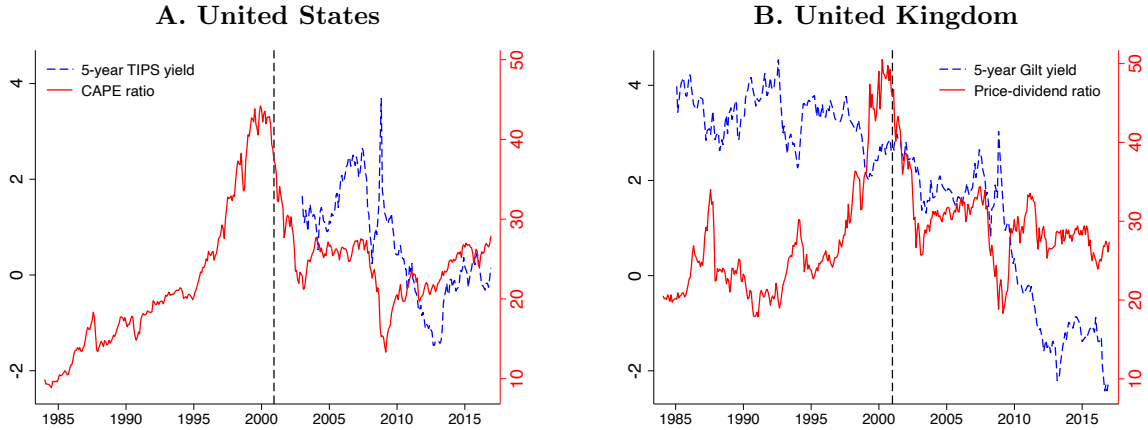 A. United States
5-year TIPS yield
CAPE ratio
4
2
0
-2
50
40
30
20
10
1985 1990 1995 2000 2005 2010 2015
B. United Kingdom
5-year Gilt yield
Price-dividend ratio
4
2
0
-2
50
40
30
20
10
1985 1990 1995 2000 2005 2010 2015